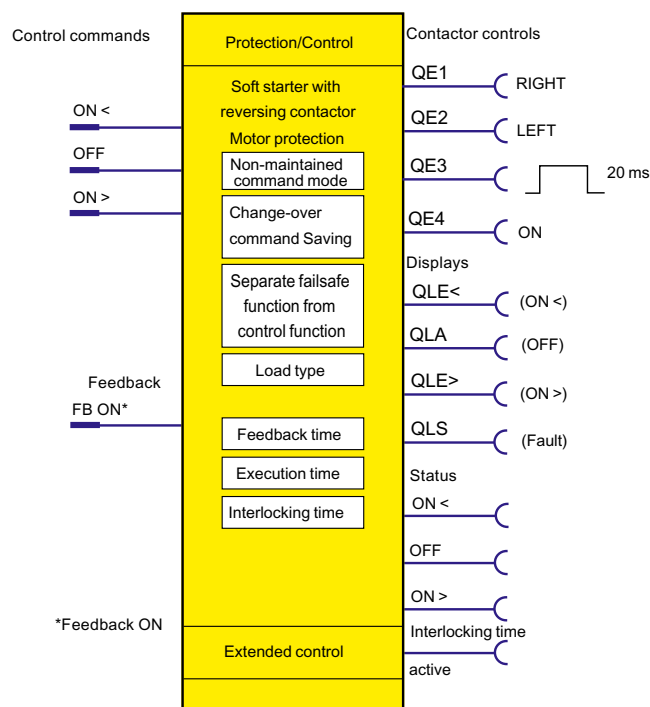 Control commands
ON <
OFF
ON >
Feedback
FB ON*
*Feedback ON
Protection/Control
Soft starter with
reversing contactor
Motor protection
Non-maintained
command mode
Change-over
command Saving
Separate failsafe
function from
control function
Load type
Feedback time
Execution time
Interlocking time
Extended control
Contactor controls
QE1
RIGHT
QE2
LEFT
QE3
20 ms
QE4
ON
Displays
QLE<
(ON <)
QLA
(OFF)
QLE>
(ON >)
QLS
(Fault)
Status
ON <
OFF
ON >
Interlocking time
active